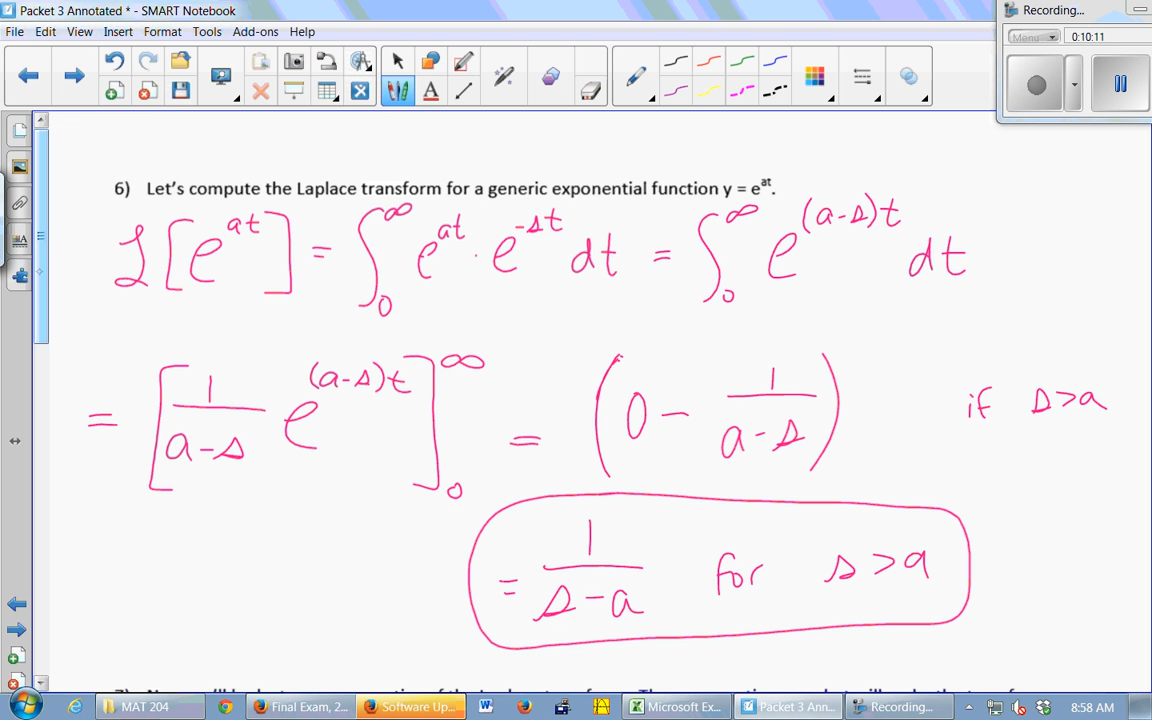 Packet 3 Annotated * - SMART Notebook
Recording...
File Edit View Insert Format Tools Add-ons Help
Menu
0:10:11
6) Let's compute the Laplace transform for a generic exponential function y = e^{at}.
ℒ[e^{at}] = ∫_0^∞ e^{at} · e^{-st} dt = ∫_0^∞ e^{(a-s)t} dt
= [1/(a-s) e^{(a-s)t}]_0^∞ = (0 - 1/(a-s)) if s>a
= 1/(s-a) for s>a
MAT 204
Final Exam, 2...
Software Up...
Microsoft Ex...
Packet 3 Ann...
Recording...
8:58 AM